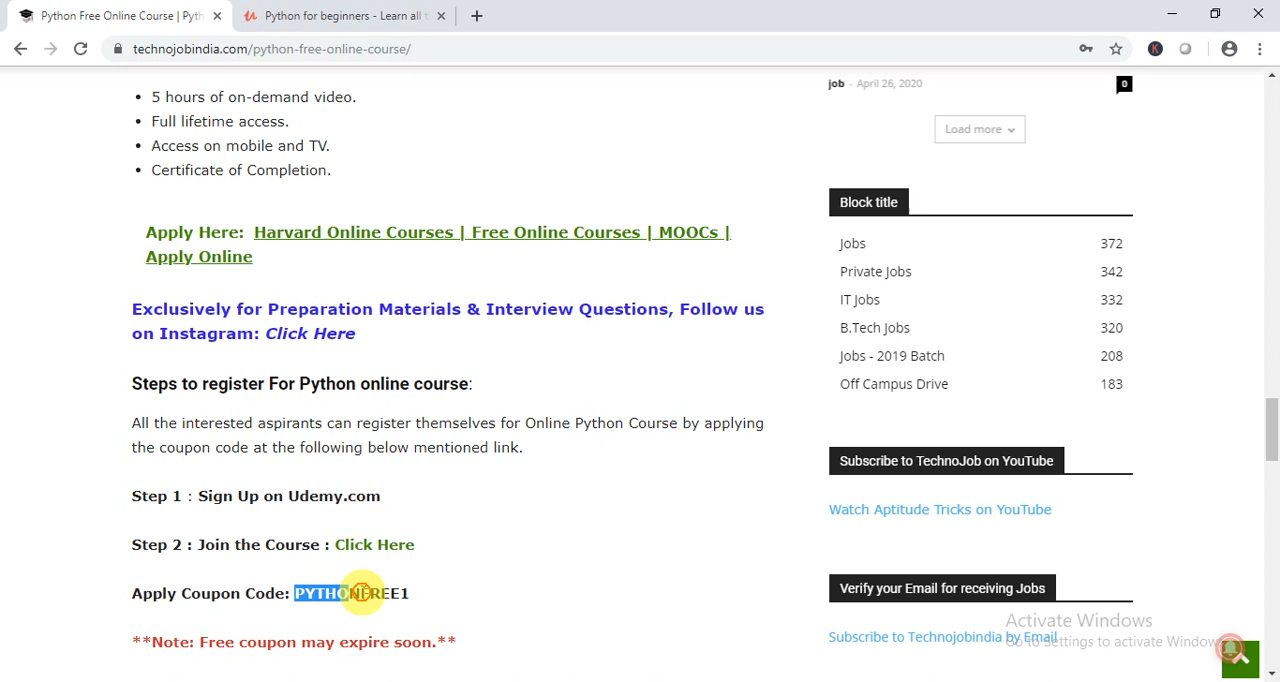 Python Free Online Course | Pyth
Python for beginners - Learn all t
technojobindia.com/python-free-online-course/
• 5 hours of on-demand video.
• Full lifetime access.
• Access on mobile and TV.
• Certificate of Completion.
Apply Here: Harvard Online Courses | Free Online Courses | MOOCs |
Apply Online
Exclusively for Preparation Materials & Interview Questions, Follow us
on Instagram: Click Here
Steps to register For Python online course:
All the interested aspirants can register themselves for Online Python Course by applying
the coupon code at the following below mentioned link.
Step 1 : Sign Up on Udemy.com
Step 2 : Join the Course : Click Here
Apply Coupon Code: PYTHONFREE1
**Note: Free coupon may expire soon.**
job - April 26, 2020
0
Load more
Block title
Jobs 372
Private Jobs 342
IT Jobs 332
B.Tech Jobs 320
Jobs - 2019 Batch 208
Off Campus Drive 183
Subscribe to TechnoJob on YouTube
Watch Aptitude Tricks on YouTube
Verify your Email for receiving Jobs
Subscribe to Technojobindia by Email
Activate Windows
Go to Settings to activate Window
K